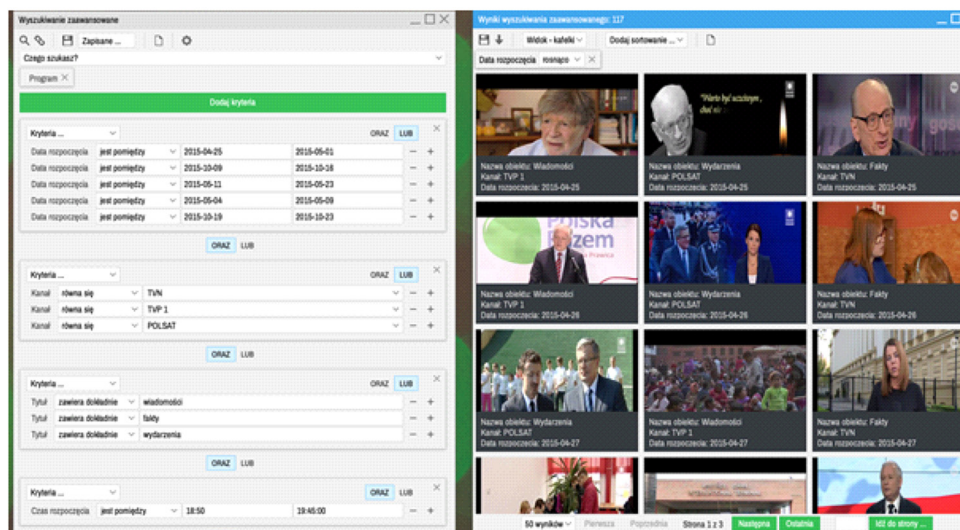 Wyszukiwanie zaawansowane
Zapisane ...
Czego szukasz?
Program
Dodaj kryteria
Kryteria ... ORAZ LUB
Data rozpoczęcia jest pomiędzy 2015-04-25 2015-05-01
Data rozpoczęcia jest pomiędzy 2015-10-09 2015-10-16
Data rozpoczęcia jest pomiędzy 2015-05-11 2015-05-23
Data rozpoczęcia jest pomiędzy 2015-05-04 2015-05-09
Data rozpoczęcia jest pomiędzy 2015-10-19 2015-10-23
ORAZ LUB
Kryteria ... ORAZ LUB
Kanał równa się TVN
Kanał równa się TVP 1
Kanał równa się POLSAT
ORAZ LUB
Kryteria ... ORAZ LUB
Tytuł zawiera dokładnie wiadomości
Tytuł zawiera dokładnie fakty
Tytuł zawiera dokładnie wydarzenia
ORAZ LUB
Kryteria ... ORAZ LUB
Czas rozpoczęcia jest pomiędzy 18:50 19:45:00
Wyniki wyszukiwania zaawansowanego: 117
Widok - kafelki Dodaj sortowanie ...
Data rozpoczęcia rosnąco
"Warto być uczciwym,
choć nie
Nazwa obiektu: Wiadomości
Kanał: TVP 1
Data rozpoczęcia: 2015-04-25
Nazwa obiektu: Wydarzenia
Kanał: POLSAT
Data rozpoczęcia: 2015-04-25
Nazwa obiektu: Fakty
Kanał: TVN
Data rozpoczęcia: 2015-04-25
Polska
Razem
Prawica
Nazwa obiektu: Wiadomości
Kanał: TVP 1
Data rozpoczęcia: 2015-04-26
Nazwa obiektu: Wydarzenia
Kanał: POLSAT
Data rozpoczęcia: 2015-04-26
Nazwa obiektu: Fakty
Kanał: TVN
Data rozpoczęcia: 2015-04-26
Nazwa obiektu: Wydarzenia
Kanał: POLSAT
Data rozpoczęcia: 2015-04-27
Nazwa obiektu: Wiadomości
Kanał: TVP 1
Data rozpoczęcia: 2015-04-27
Nazwa obiektu: Fakty
Kanał: TVN
Data rozpoczęcia: 2015-04-27
50 wyników Pierwsza Poprzednia Strona 1 z 3 Następna Ostatnia Idź do strony ...